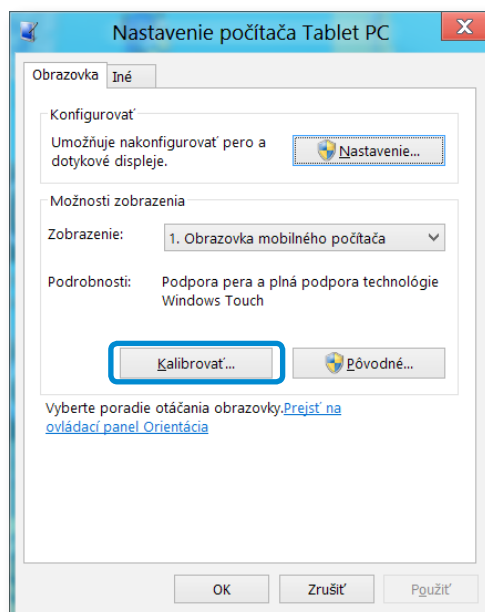 Nastavenie počítača Tablet PC
X
Obrazovka Iné
Konfigurovať
Umožňuje nakonfigurovať pero a
dotykové displeje.
Nastavenie...
Možnosti zobrazenia
Zobrazenie: 1. Obrazovka mobilného počítača
Podrobnosti: Podpora pera a plná podpora technológie
Windows Touch
Kalibrovať... Pôvodné...
Vyberte poradie otáčania obrazovky.Prejsť na
ovládací panel Orientácia
OK Zrušiť Použiť